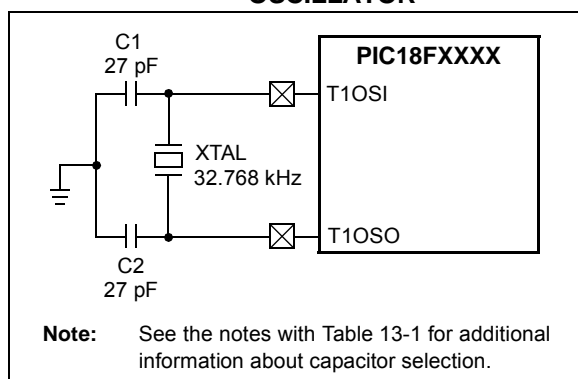 OSCILLATOR
C1
27 pF
PIC18FXXXX
T1OSI
XTAL
32.768 kHz
T1OSO
C2
27 pF
Note: See the notes with Table 13-1 for additional
information about capacitor selection.